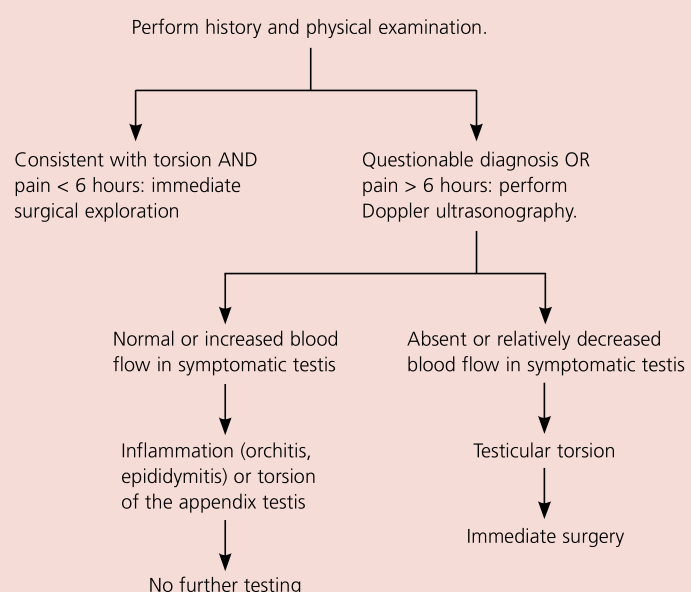 Perform history and physical examination.
Consistent with torsion AND
pain < 6 hours: immediate
surgical exploration
Questionable diagnosis OR
pain > 6 hours: perform
Doppler ultrasonography.
Normal or increased blood
flow in symptomatic testis
Absent or relatively decreased
blood flow in symptomatic testis
Inflammation (orchitis,
epididymitis) or torsion
of the appendix testis
Testicular torsion
Immediate surgery
No further testing